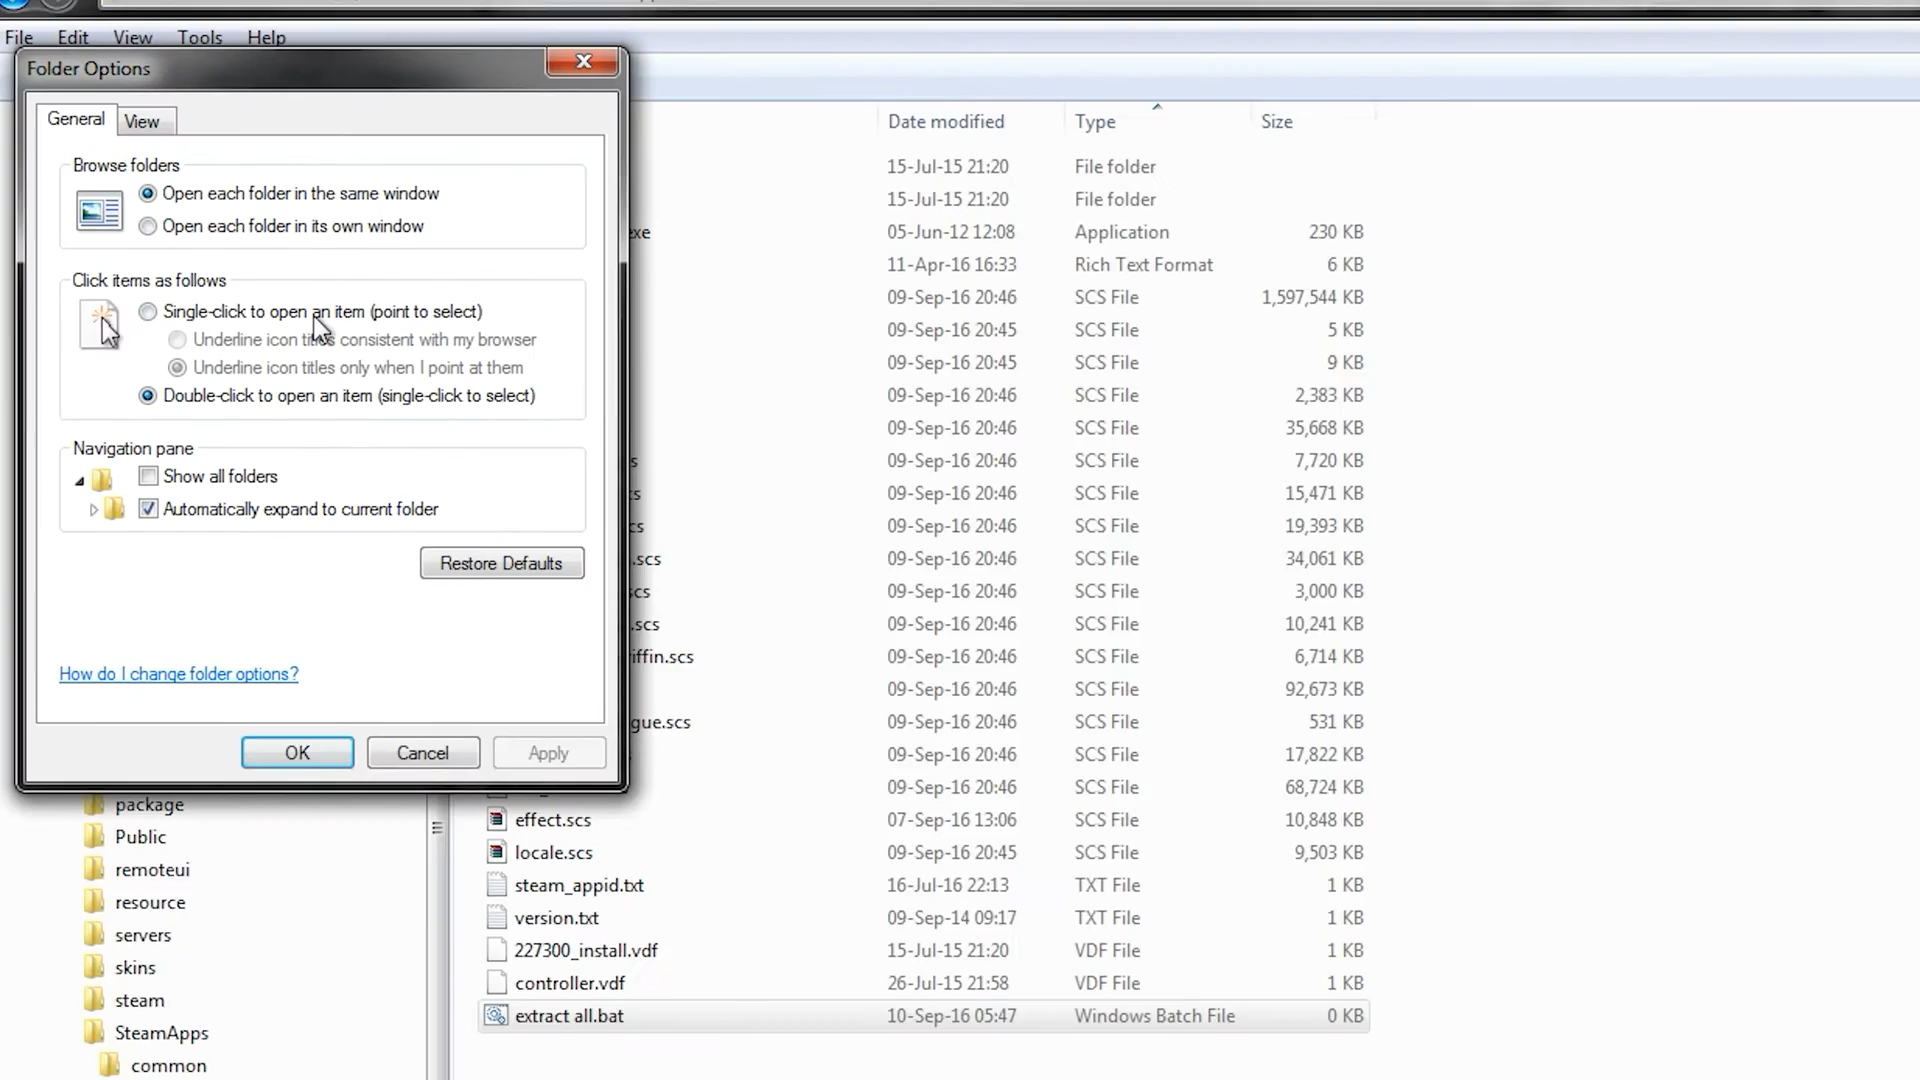 File Edit View Tools Help
Folder Options
General View
Browse folders
Open each folder in the same window
Open each folder in its own window
Click items as follows
Single-click to open an item (point to select)
Underline icon titles consistent with my browser
Underline icon titles only when I point at them
Double-click to open an item (single-click to select)
Navigation pane
Show all folders
Automatically expand to current folder
Restore Defaults
How do I change folder options?
OK Cancel Apply
package
Public
remoteui
resource
servers
skins
steam
SteamApps
common
Date modified Type Size
15-Jul-15 21:20 File folder
15-Jul-15 21:20 File folder
exe 05-Jun-12 12:08 Application 230 KB
11-Apr-16 16:33 Rich Text Format 6 KB
09-Sep-16 20:46 SCS File 1,597,544 KB
09-Sep-16 20:45 SCS File 5 KB
09-Sep-16 20:45 SCS File 9 KB
09-Sep-16 20:46 SCS File 2,383 KB
09-Sep-16 20:46 SCS File 35,668 KB
s 09-Sep-16 20:46 SCS File 7,720 KB
cs 09-Sep-16 20:46 SCS File 15,471 KB
cs 09-Sep-16 20:46 SCS File 19,393 KB
.scs 09-Sep-16 20:46 SCS File 34,061 KB
scs 09-Sep-16 20:46 SCS File 3,000 KB
.scs 09-Sep-16 20:46 SCS File 10,241 KB
iffin.scs 09-Sep-16 20:46 SCS File 6,714 KB
09-Sep-16 20:46 SCS File 92,673 KB
gue.scs 09-Sep-16 20:46 SCS File 531 KB
09-Sep-16 20:46 SCS File 17,822 KB
09-Sep-16 20:46 SCS File 68,724 KB
effect.scs 07-Sep-16 13:06 SCS File 10,848 KB
locale.scs 09-Sep-16 20:45 SCS File 9,503 KB
steam_appid.txt 16-Jul-16 22:13 TXT File 1 KB
version.txt 09-Sep-14 09:17 TXT File 1 KB
227300_install.vdf 15-Jul-15 21:20 VDF File 1 KB
controller.vdf 26-Jul-15 21:58 VDF File 1 KB
extract all.bat 10-Sep-16 05:47 Windows Batch File 0 KB